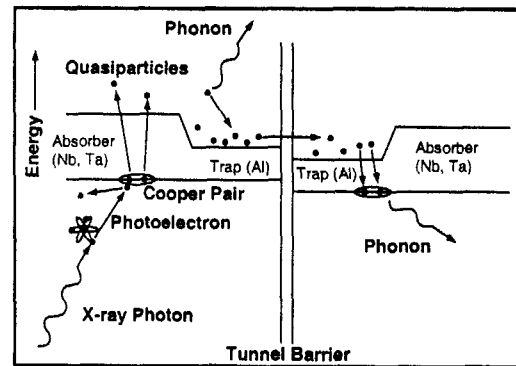 Phonon
Quasiparticles
Energy
Absorber
(Nb, Ta)
Trap (Al)
Trap (Al)
Absorber
(Nb, Ta)
Cooper Pair
Photoelectron
Phonon
X-ray Photon
Tunnel Barrier